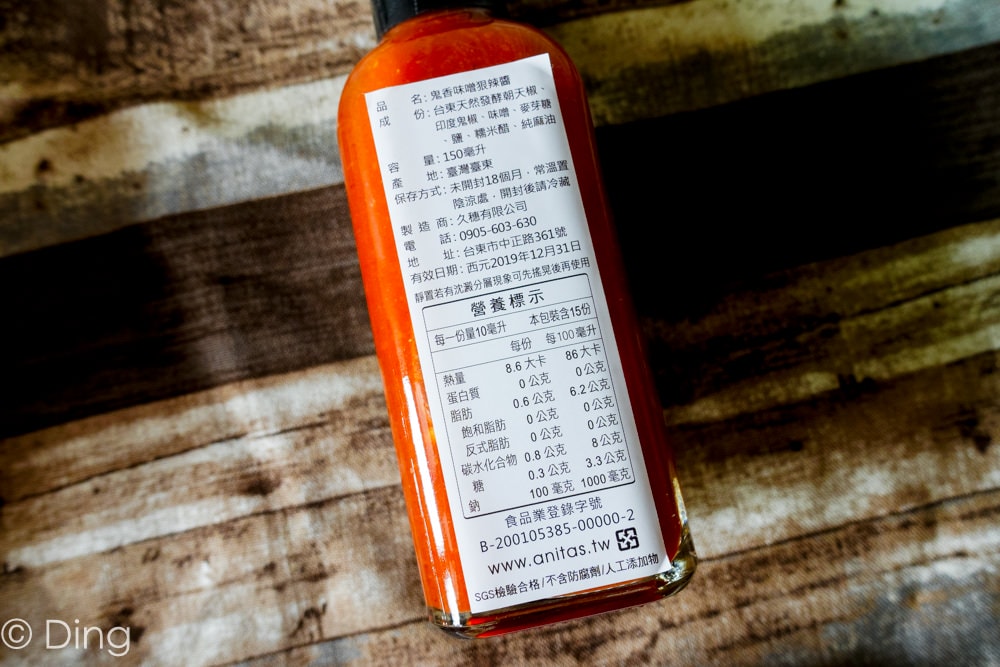 品名：鬼香味噌狠辣醬
成份：台東天然發酵朝天椒、
印度鬼椒、味噌、麥芽糖
、鹽、糯米醋、純麻油
容量：150毫升
產地：臺灣臺東
保存方式：未開封18個月，常溫置
陰涼處，開封後請冷藏
製造商：久穗有限公司
電話：0905-603-630
地址：台東市中正路361號
有效日期：西元2019年12月31日
靜置若有沈澱分層現象可先搖晃後再使用
營養標示
每一份量10毫升 本包裝含15份
每份 每100毫升
熱量 8.6大卡 86大卡
蛋白質 0公克 0公克
脂肪 0.6公克 6.2公克
飽和脂肪 0公克 0公克
反式脂肪 0公克 0公克
碳水化合物 0.8公克 8公克
糖 0.3公克 3.3公克
鈉 100毫克 1000毫克
食品業登錄字號
B-200105385-00000-2
www.anitas.tw
SGS檢驗合格/不含防腐劑/人工添加物
© Ding